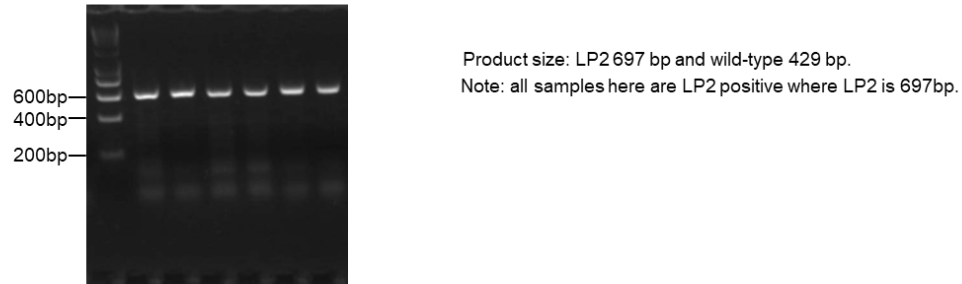 Product size: LP2 697 bp and wild-type 429 bp.
Note: all samples here are LP2 positive where LP2 is 697bp.
600bp
400bp
200bp